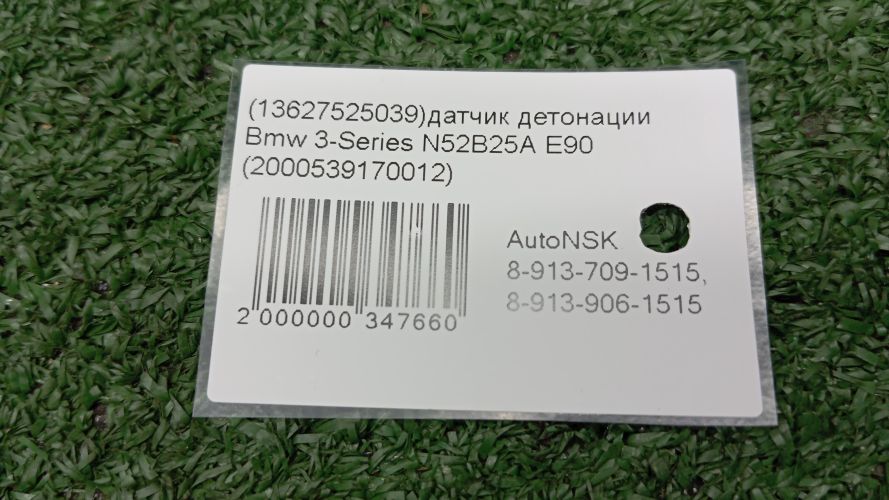 (13627525039)датчик детонации
Bmw 3-Series N52B25A E90
(2000539170012)
AutoNSK
8-913-709-1515,
8-913-906-1515
2 000000 347660